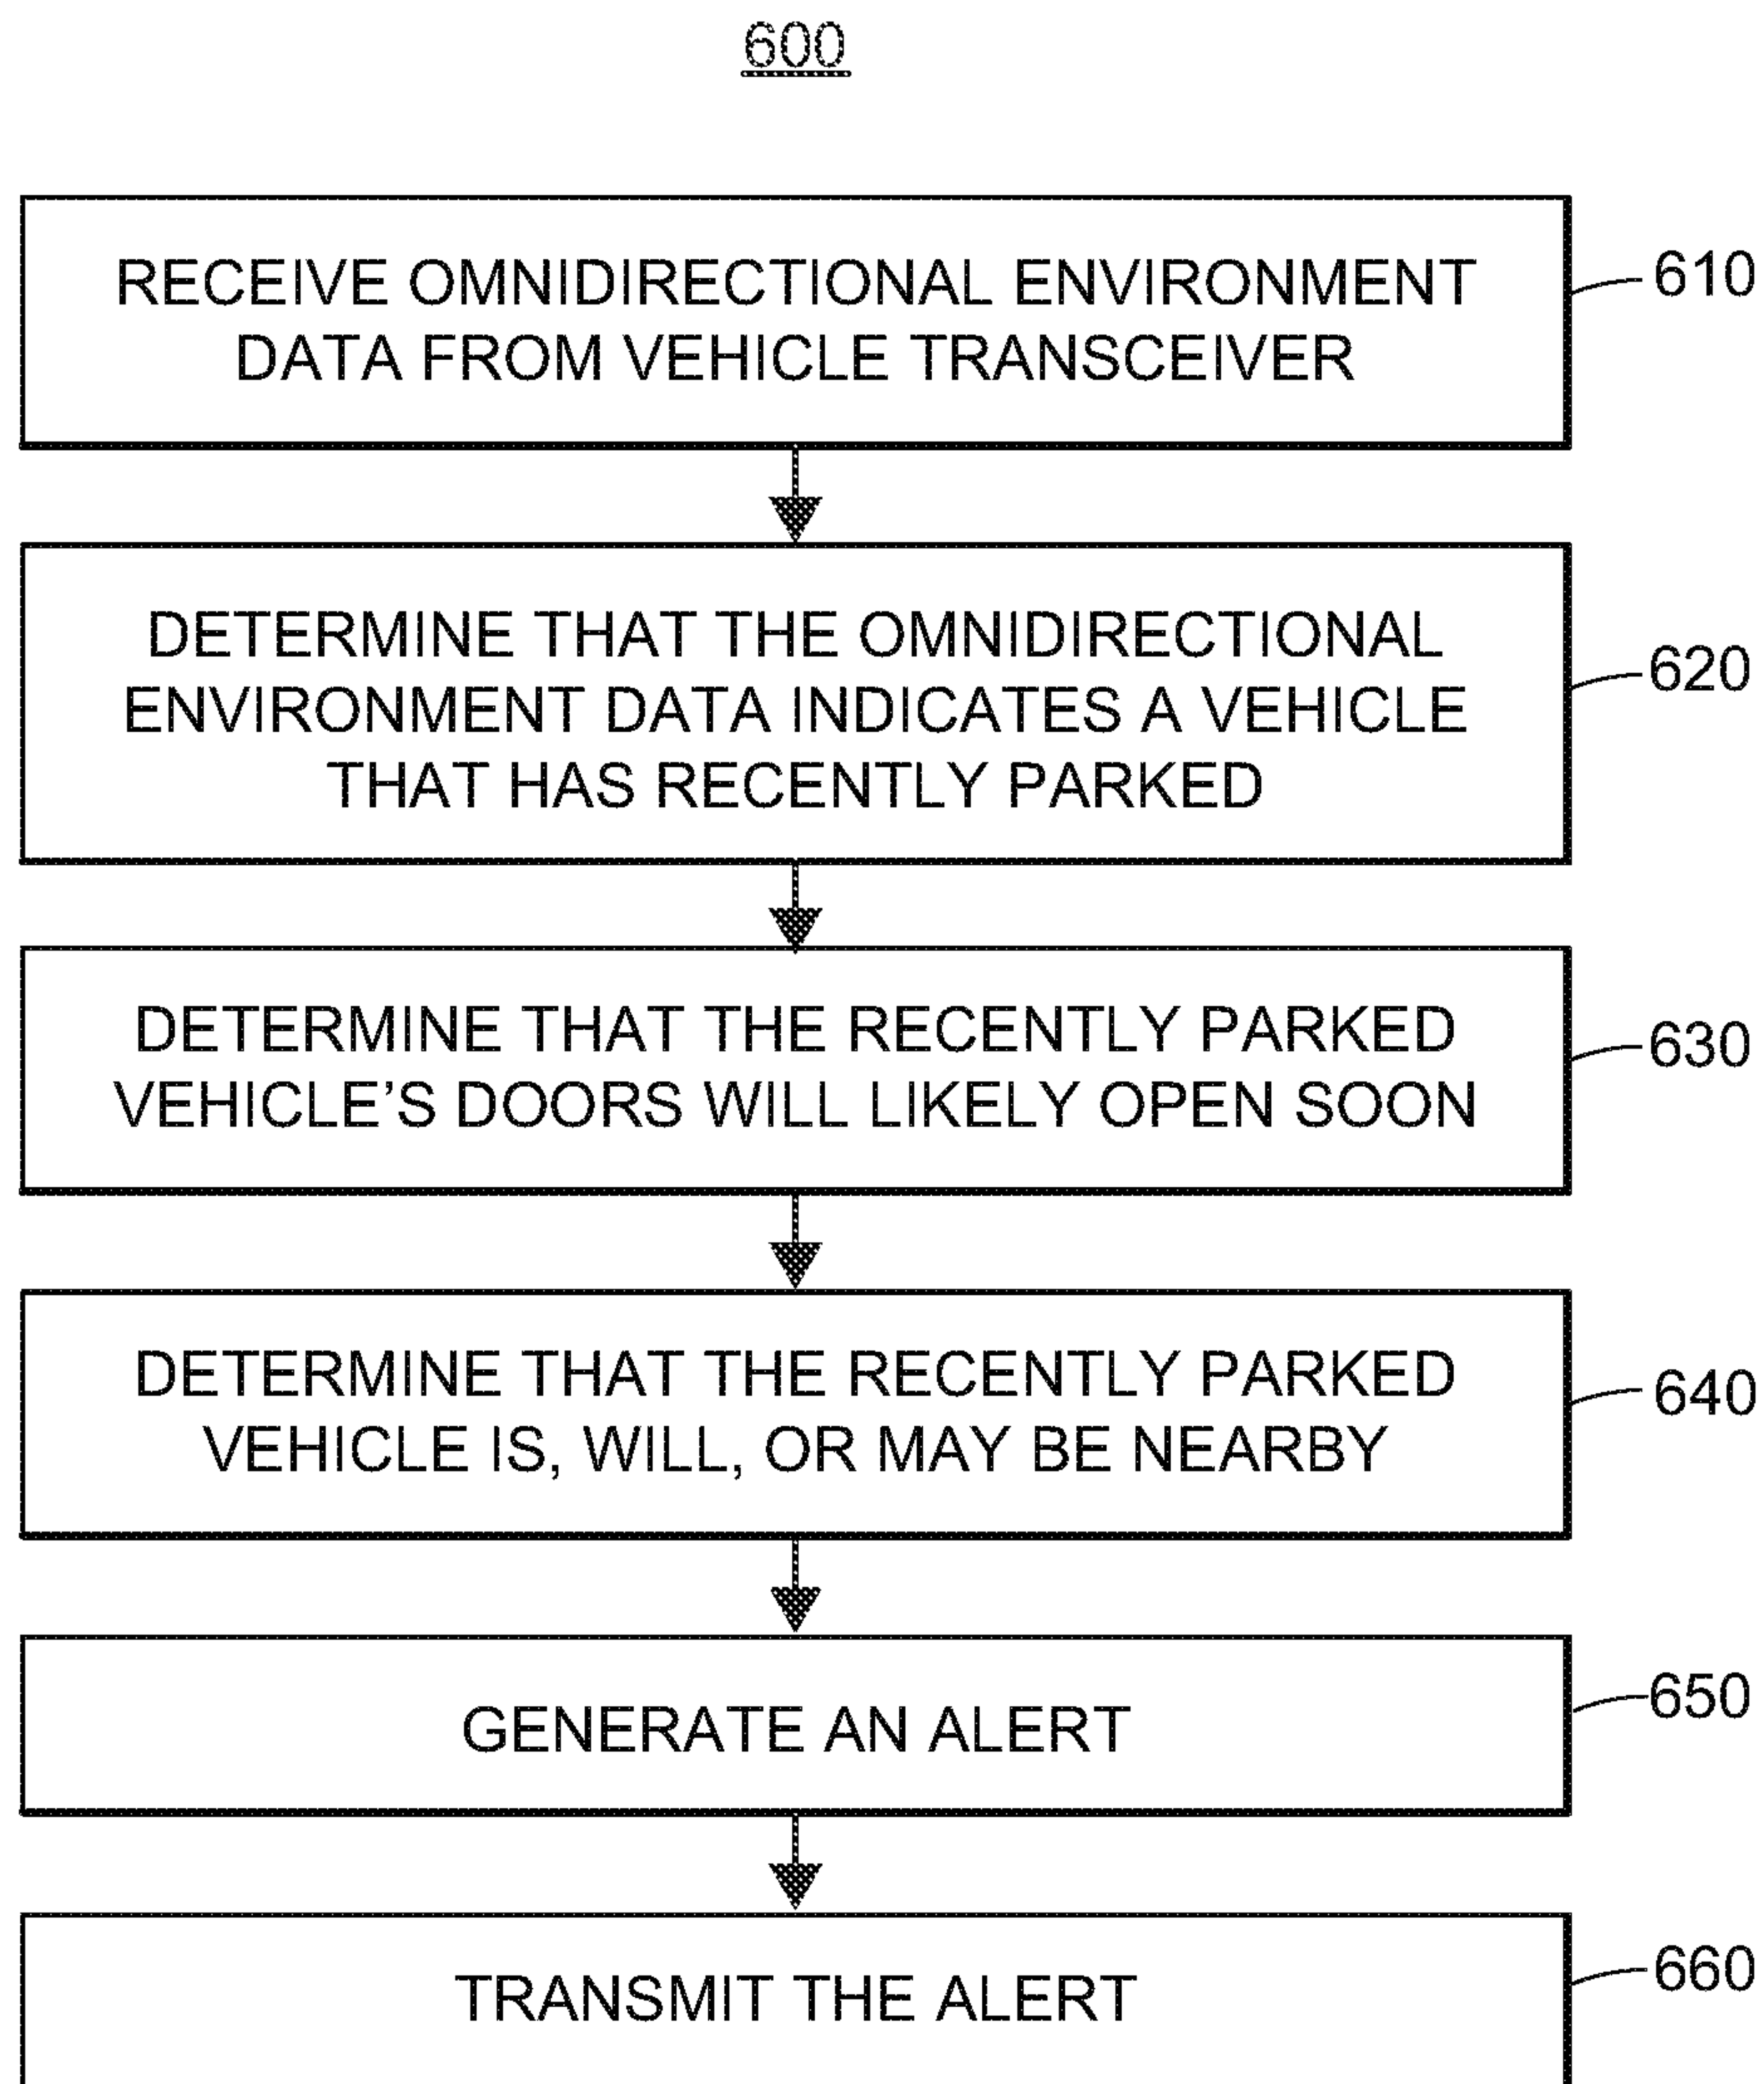 600
RECEIVE OMNIDIRECTIONAL ENVIRONMENT
DATA FROM VEHICLE TRANSCEIVER
610
DETERMINE THAT THE OMNIDIRECTIONAL
ENVIRONMENT DATA INDICATES A VEHICLE
THAT HAS RECENTLY PARKED
620
DETERMINE THAT THE RECENTLY PARKED
VEHICLE’S DOORS WILL LIKELY OPEN SOON
630
DETERMINE THAT THE RECENTLY PARKED
VEHICLE IS, WILL, OR MAY BE NEARBY
640
GENERATE AN ALERT
650
TRANSMIT THE ALERT
660